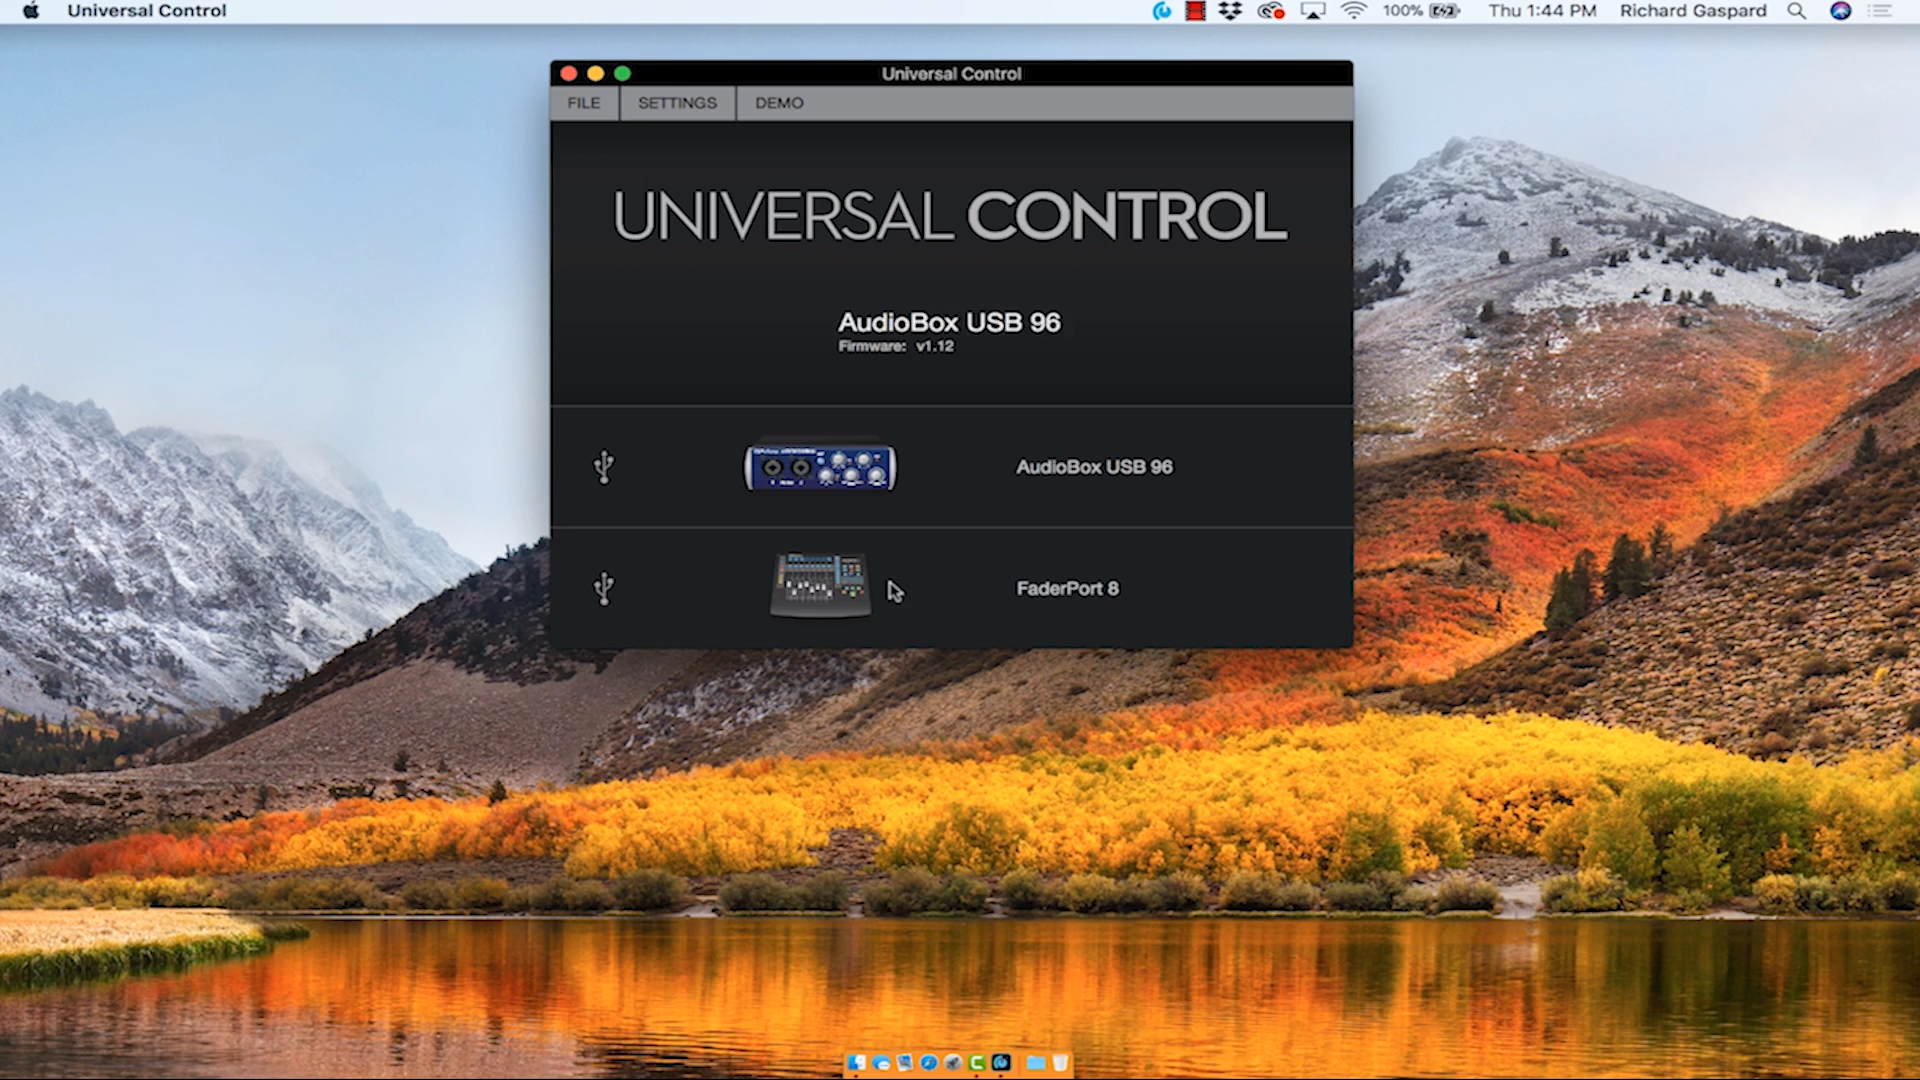 Universal Control
100%
Thu 1:44 PM
Richard Gaspard
Universal Control
FILE
SETTINGS
DEMO
UNIVERSAL CONTROL
AudioBox USB 96
Firmware: v1.12
AudioBox USB 96
FaderPort 8